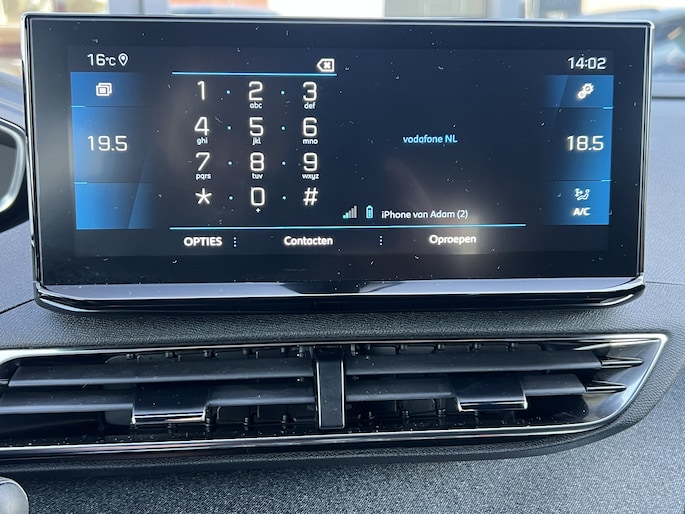 16°C 14:02
1 2 3
abc def
19.5 4 5 6 vodafone NL 18.5
ghi jkl mno
7 8 9
pqrs tuv wxyz
* 0 #
+
iPhone van Adam (2) A/C
OPTIES Contacten Oproepen